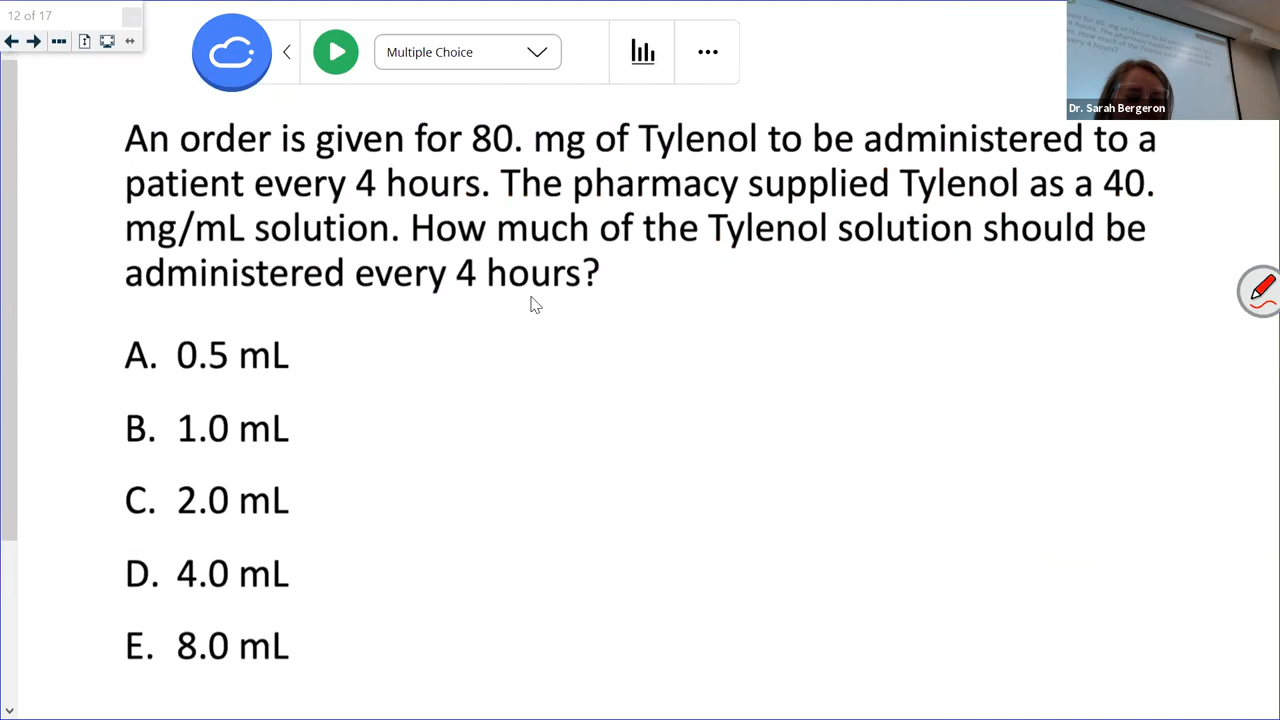 12 of 17
Multiple Choice
Dr. Sarah Bergeron
An order is given for 80. mg of Tylenol to be administered to a
patient every 4 hours. The pharmacy supplied Tylenol as a 40.
mg/mL solution. How much of the Tylenol solution should be
administered every 4 hours?
A. 0.5 mL
B. 1.0 mL
C. 2.0 mL
D. 4.0 mL
E. 8.0 mL